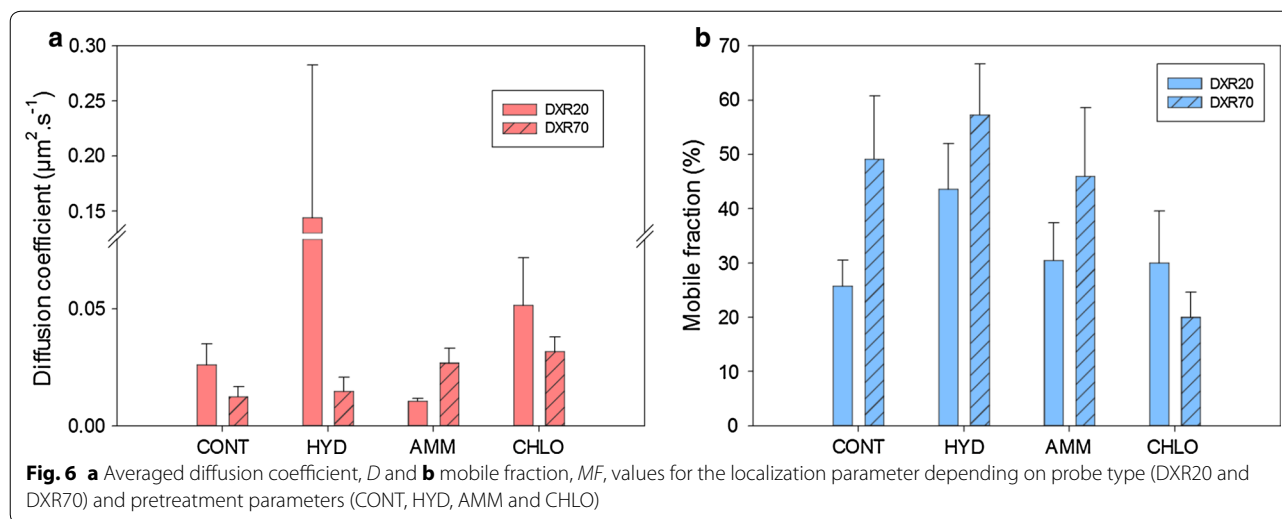 a
0.30
0.25
0.20
0.15
0.05
0.00
Diffusion coefficient (µm².s⁻¹)
DXR20
DXR70
CONT HYD AMM CHLO
b
70
60
50
40
30
20
10
0
Mobile fraction (%)
DXR20
DXR70
CONT HYD AMM CHLO
Fig. 6 a Averaged diffusion coefficient, D and b mobile fraction, MF, values for the localization parameter depending on probe type (DXR20 and
DXR70) and pretreatment parameters (CONT, HYD, AMM and CHLO)